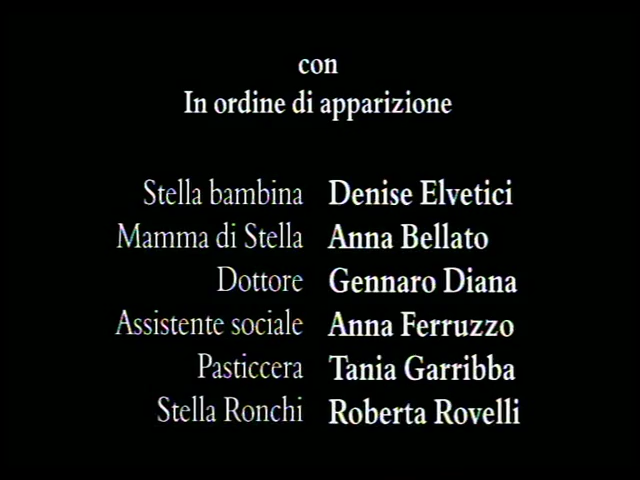 con
In ordine di apparizione
Stella bambina Denise Elvetici
Mamma di Stella Anna Bellato
Dottore Gennaro Diana
Assistente sociale Anna Ferruzzo
Pasticcera Tania Garribba
Stella Ronchi Roberta Rovelli